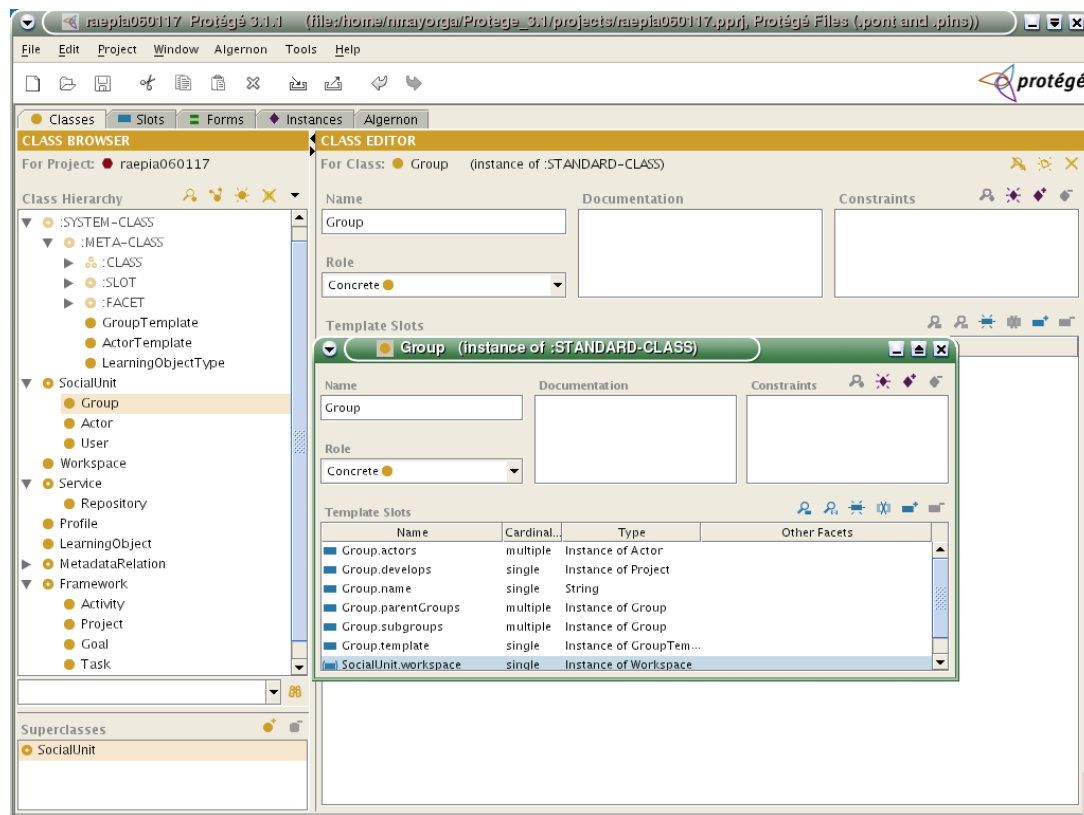 raepia060117 Protégé 3.1.1 (file:/home/nmayorga/Protege_3.1/projects/raepia060117.pprj, Protégé Files (.pont and .pins))
File Edit Project Window Algernon Tools Help
protégé
Classes Slots Forms Instances Algernon
CLASS BROWSER
For Project: raepia060117
Class Hierarchy
:SYSTEM-CLASS
:META-CLASS
:CLASS
:SLOT
:FACET
GroupTemplate
ActorTemplate
LearningObjectType
SocialUnit
Group
Actor
User
Workspace
Service
Repository
Profile
LearningObject
MetadataRelation
Framework
Activity
Project
Goal
Task
Superclasses
SocialUnit
CLASS EDITOR
For Class: Group (instance of :STANDARD-CLASS)
Name Documentation Constraints
Group
Role
Concrete
Template Slots
Group (instance of :STANDARD-CLASS)
Name Documentation Constraints
Group
Role
Concrete
Template Slots
Name Cardinal... Type Other Facets
Group.actors multiple Instance of Actor
Group.develops single Instance of Project
Group.name single String
Group.parentGroups multiple Instance of Group
Group.subgroups multiple Instance of Group
Group.template single Instance of GroupTem...
SocialUnit.workspace single Instance of Workspace